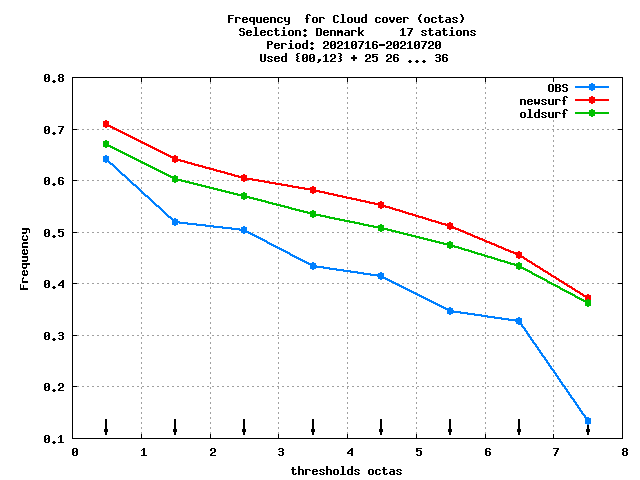 Frequency  for Cloud cover (octas)
Selection: Denmark     17 stations
Period: 20210716-20210720
Used {00,12} + 25 26 ... 36
OBS
newsurf
oldsurf
0.8
0.7
0.6
0.5
0.4
0.3
0.2
0.1
Frequency
0 1 2 3 4 5 6 7 8
thresholds octas